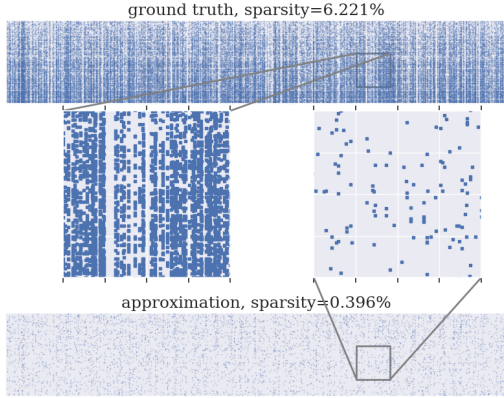 ground truth, sparsity=6.221%
approximation, sparsity=0.396%